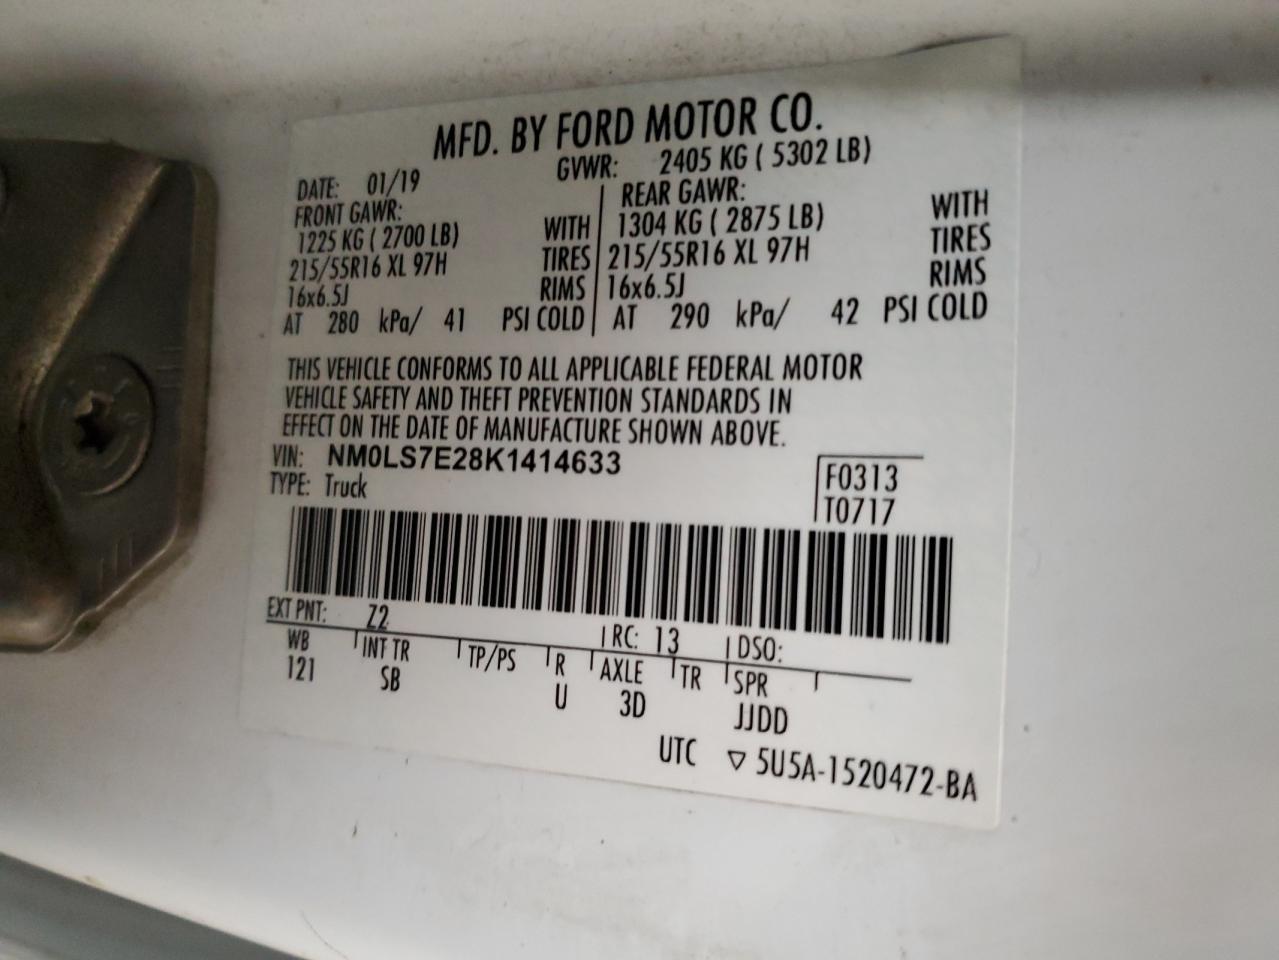 MFD. BY FORD MOTOR CO.
DATE: 01/19 GVWR: 2405 KG ( 5302 LB)
FRONT GAWR: REAR GAWR:
1225 KG ( 2700 LB) WITH 1304 KG ( 2875 LB) WITH
215/55R16 XL 97H TIRES 215/55R16 XL 97H TIRES
16x6.5J RIMS 16x6.5J RIMS
AT 280 kPa/ 41 PSI COLD AT 290 kPa/ 42 PSI COLD
THIS VEHICLE CONFORMS TO ALL APPLICABLE FEDERAL MOTOR
VEHICLE SAFETY AND THEFT PREVENTION STANDARDS IN
EFFECT ON THE DATE OF MANUFACTURE SHOWN ABOVE.
VIN: NM0LS7E28K1414633 F0313
TYPE: Truck T0717
EXT PNT: Z2 RC: 13 DSO:
WB INT TR TP/PS R AXLE TR SPR
121 SB U 3D JJDD
UTC ▽ 5U5A-1520472-BA